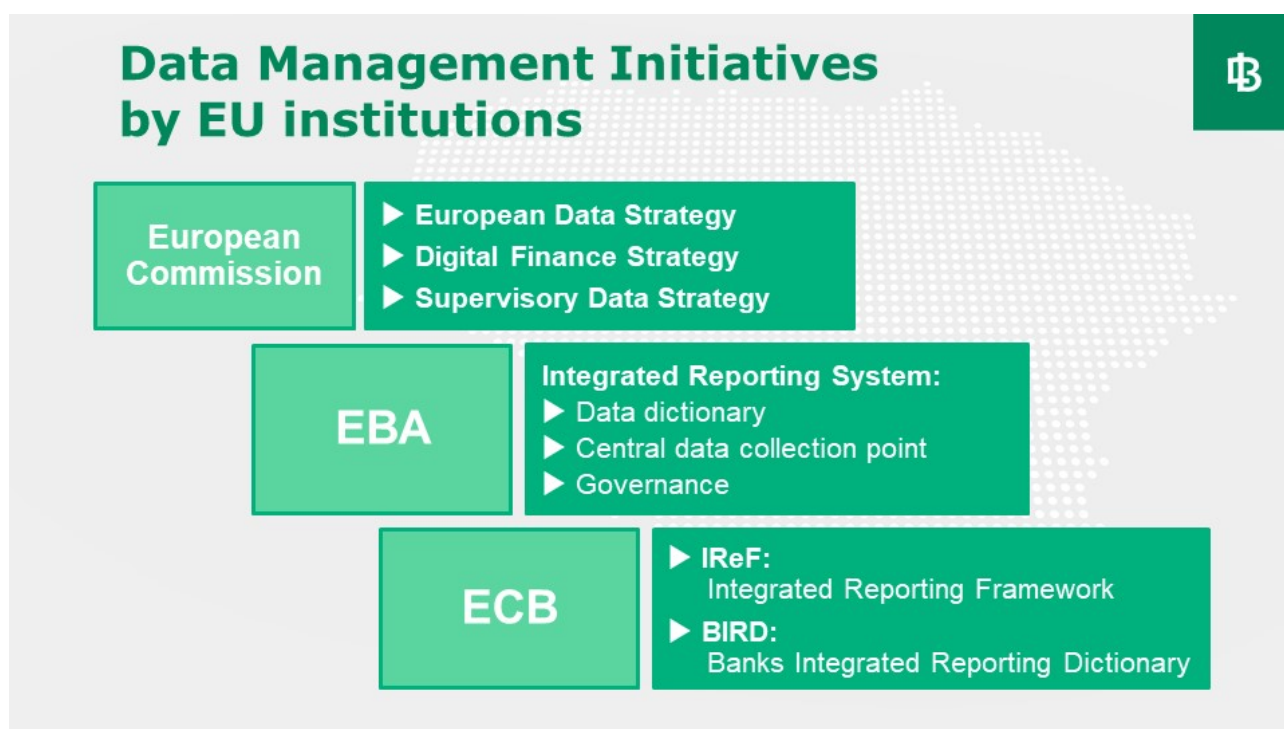 Data Management Initiatives
by EU institutions
European
Commission
▶ European Data Strategy
▶ Digital Finance Strategy
▶ Supervisory Data Strategy
EBA
Integrated Reporting System:
▶ Data dictionary
▶ Central data collection point
▶ Governance
ECB
▶ IReF:
Integrated Reporting Framework
▶ BIRD:
Banks Integrated Reporting Dictionary